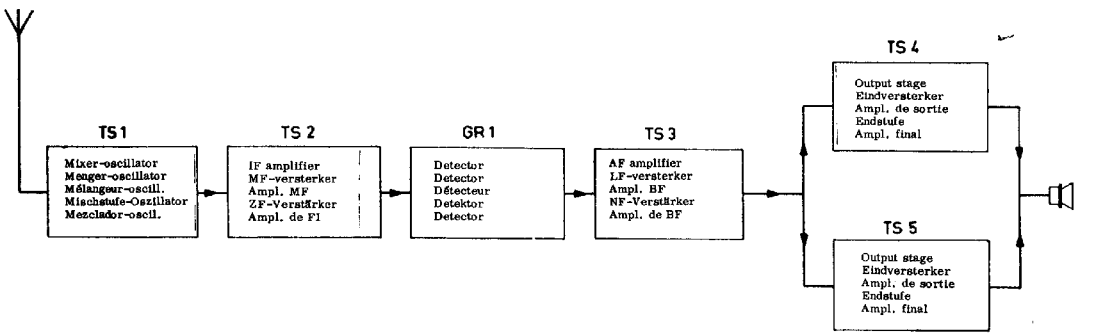 TS 1
Mixer-oscillator
Menger-oscillator
Mélangeur-oscill.
Mischstufe-Oszillator
Mezclador-oscil.
TS 2
IF amplifier
MF-versterker
Ampl. MF
ZF-Verstärker
Ampl. de FI
GR 1
Detector
Detector
Détecteur
Detektor
Detector
TS 3
AF amplifier
LF-versterker
Ampl. BF
NF-Verstärker
Ampl. de BF
TS 4
Output stage
Eindversterker
Ampl. de sortie
Endstufe
Ampl. final
TS 5
Output stage
Eindversterker
Ampl. de sortie
Endstufe
Ampl. final